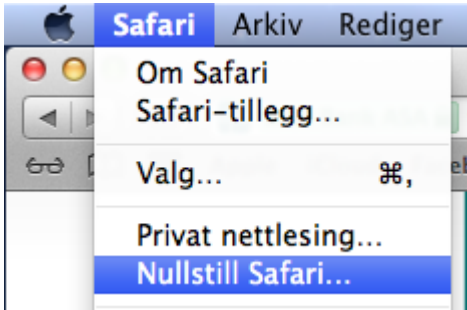 Safari Arkiv Rediger
Om Safari
Safari-tillegg...
Valg... ⌘,
Privat nettlesing...
Nullstill Safari...